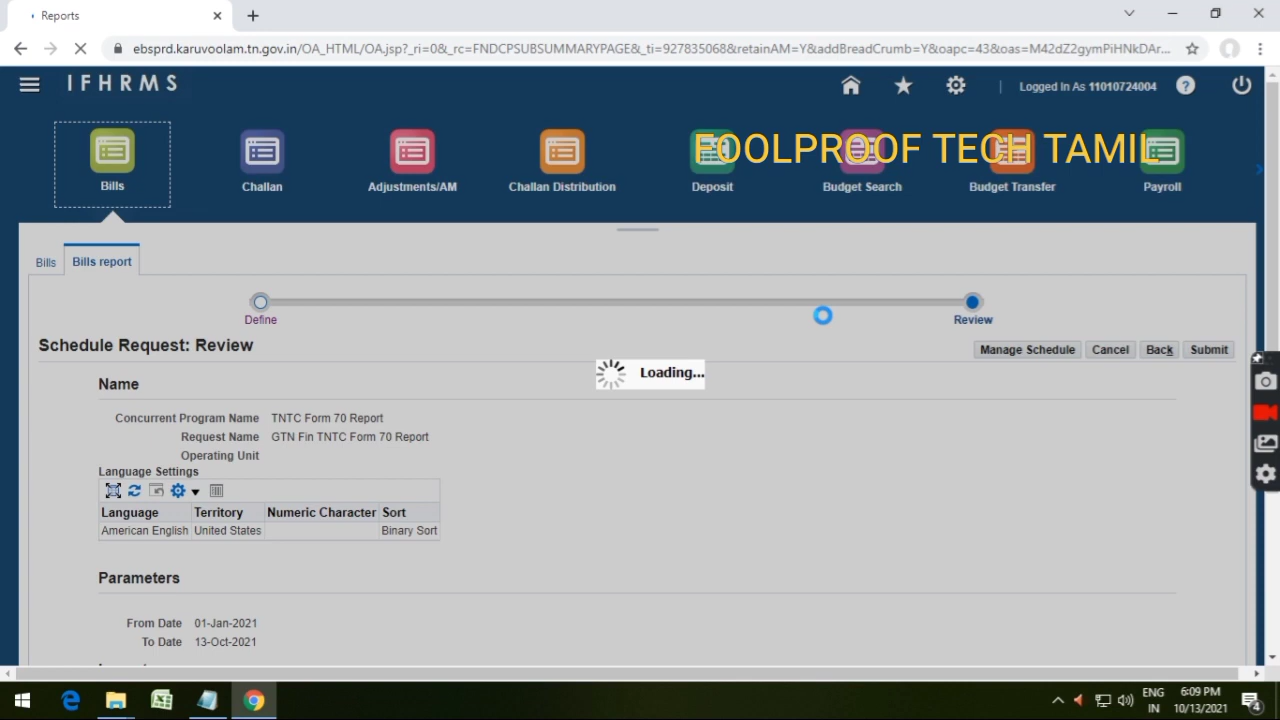 Reports
ebsprd.karuvoolam.tn.gov.in/OA_HTML/OA.jsp?_ri=0&_rc=FNDCPSUBSUMMARYPAGE&_ti=927835068&retainAM=Y&addBreadCrumb=Y&oapc=43&oas=M42dZ2gymPiHNkDAr...
IFHRMS
Logged In As 11010724004
?
FOOLPROOF TECH TAMIL
Bills
Challan
Adjustments/AM
Challan Distribution
Deposit
Budget Search
Budget Transfer
Payroll
Bills
Bills report
Define
Review
Schedule Request: Review
Manage Schedule
Cancel
Back
Submit
Loading...
Name
Concurrent Program Name TNTC Form 70 Report
Request Name GTN Fin TNTC Form 70 Report
Operating Unit
Language Settings
Language Territory Numeric Character Sort
American English United States Binary Sort
Parameters
From Date 01-Jan-2021
To Date 13-Oct-2021
ENG 6:09 PM
IN 10/13/2021
4